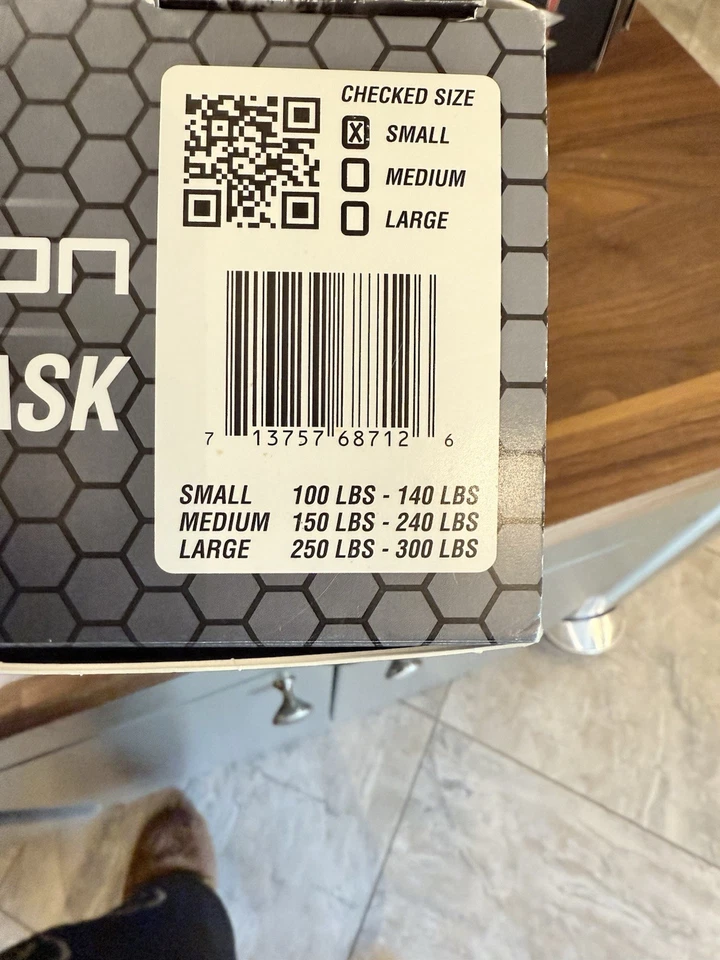 CHECKED SIZE
X SMALL
MEDIUM
LARGE
on
ASK
7 13757 68712 6
SMALL 100 LBS - 140 LBS
MEDIUM 150 LBS - 240 LBS
LARGE 250 LBS - 300 LBS